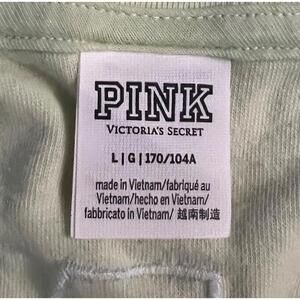 PINK
VICTORIA'S SECRET
L | G | 170/104A
made in Vietnam/fabriqué au
Vietnam/hecho en Vietnam/
fabbricato in Vietnam/ 越南制造